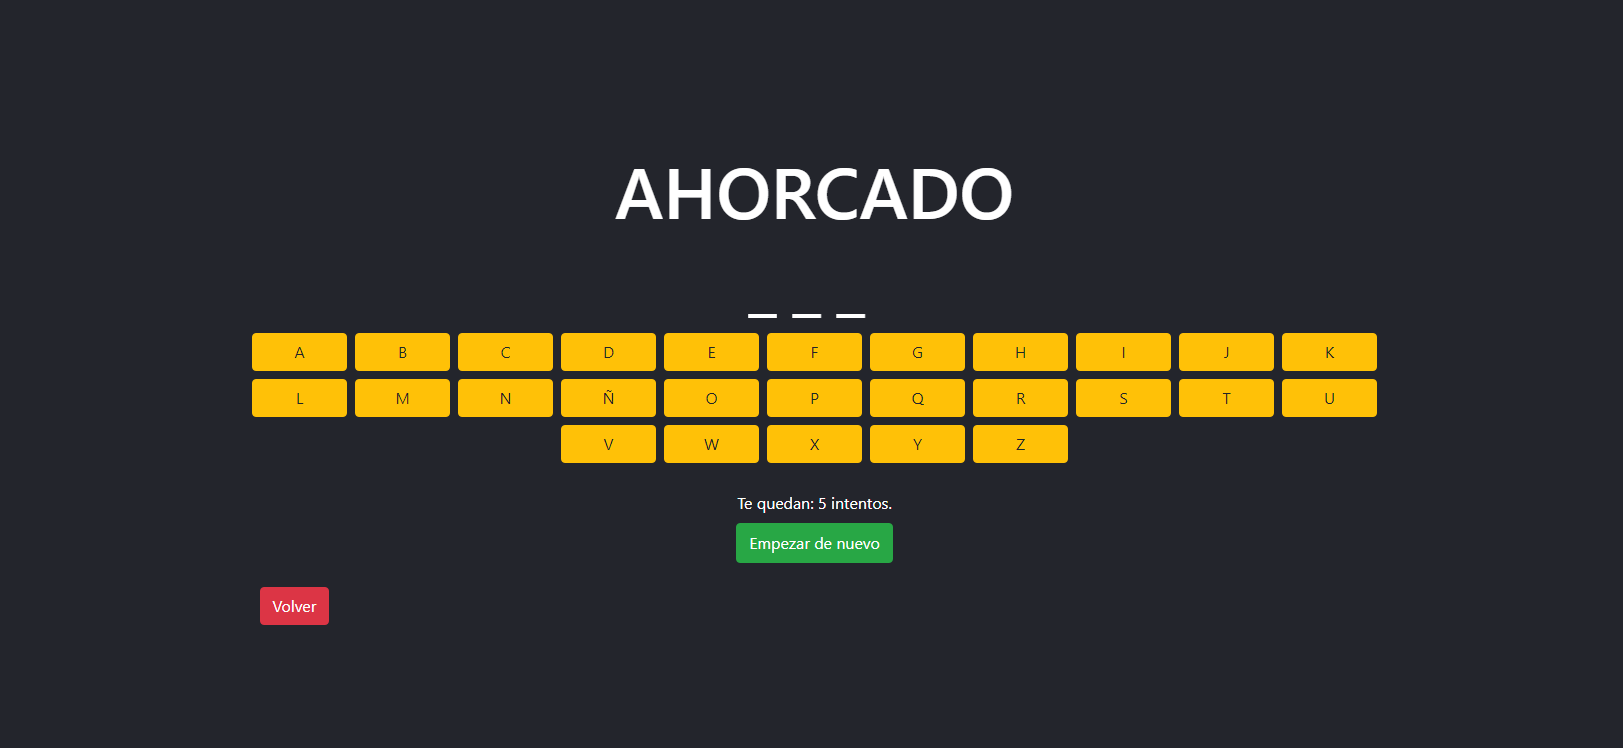 AHORCADO
_ _ _
A B C D E F G H I J K
L M N Ñ O P Q R S T U
V W X Y Z
Te quedan: 5 intentos.
Empezar de nuevo
Volver